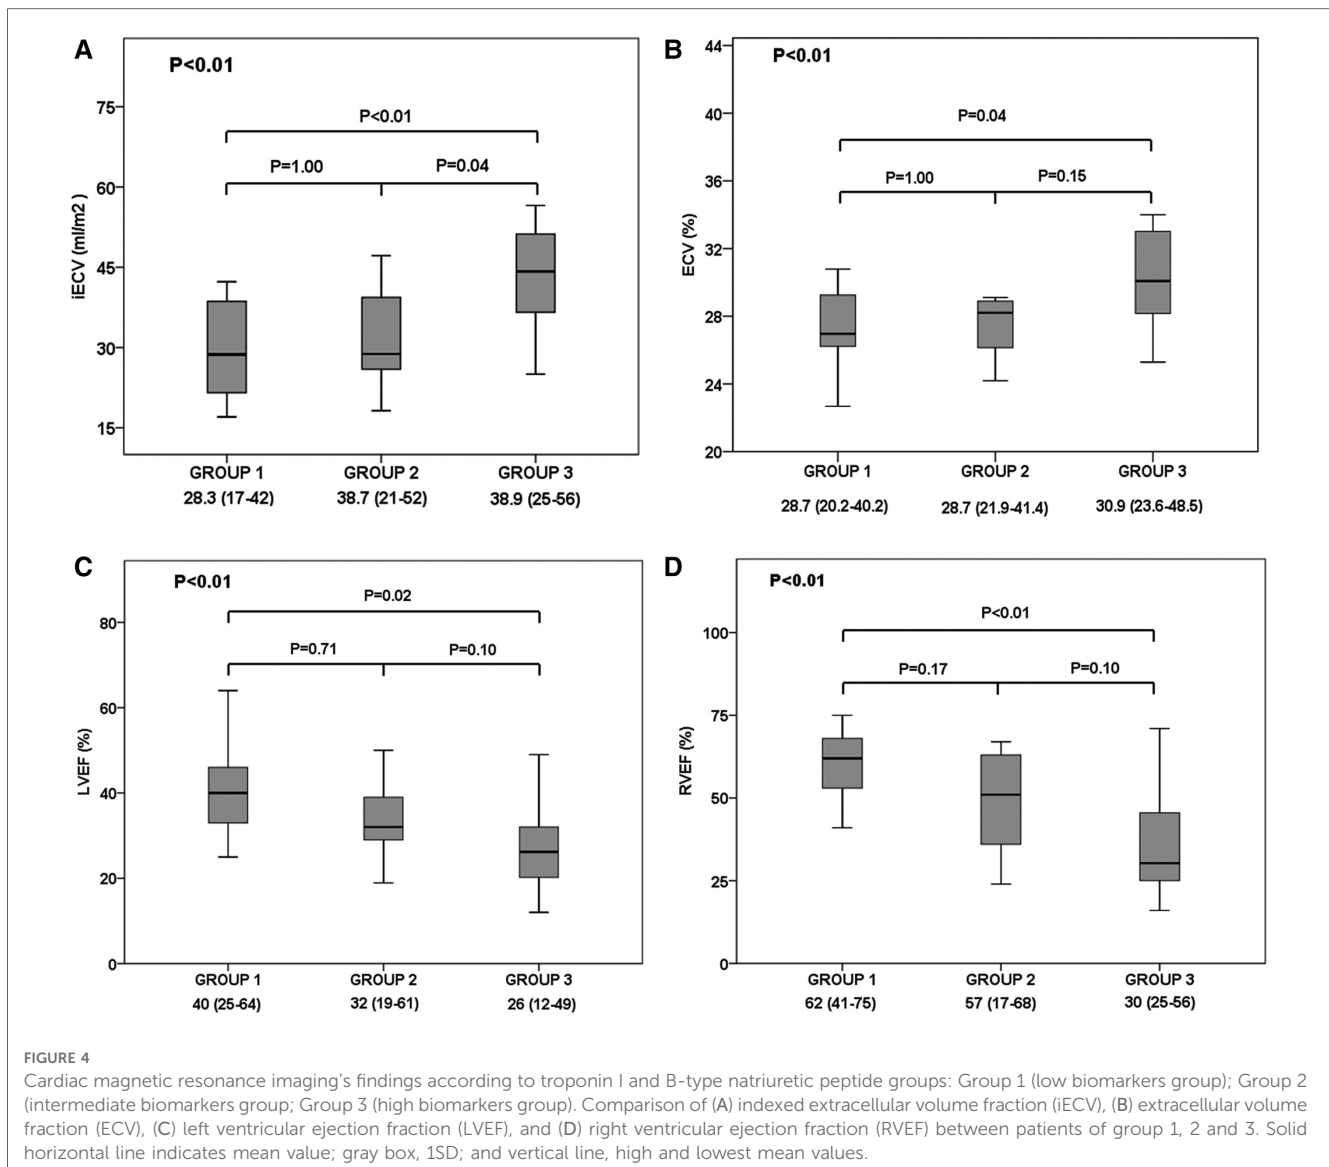 A
P<0.01
P<0.01
P=1.00
P=0.04
75
60
45
30
15
iECV (ml/m2 )
GROUP 1
GROUP 2
GROUP 3
28.3 (17-42)
38.7 (21-52)
38.9 (25-56)
B
P<0.01
P=0.04
P=1.00
P=0.15
44
40
36
32
28
24
20
ECV (%)
GROUP 1
GROUP 2
GROUP 3
28.7 (20.2-40.2)
28.7 (21.9-41.4)
30.9 (23.6-48.5)
C
P<0.01
P=0.02
P=0.71
P=0.10
80
60
40
20
0
LVEF (%)
GROUP 1
GROUP 2
GROUP 3
40 (25-64)
32 (19-61)
26 (12-49)
D
P<0.01
P<0.01
P=0.17
P=0.10
100
75
50
25
0
RVEF (%)
GROUP 1
GROUP 2
GROUP 3
62 (41-75)
57 (17-68)
30 (25-56)
FIGURE 4
Cardiac magnetic resonance imaging's findings according to troponin I and B-type natriuretic peptide groups: Group 1 (low biomarkers group); Group 2
(intermediate biomarkers group; Group 3 (high biomarkers group). Comparison of (A) indexed extracellular volume fraction (iECV), (B) extracellular volume
fraction (ECV), (C) left ventricular ejection fraction (LVEF), and (D) right ventricular ejection fraction (RVEF) between patients of group 1, 2 and 3. Solid
horizontal line indicates mean value; gray box, 1SD; and vertical line, high and lowest mean values.